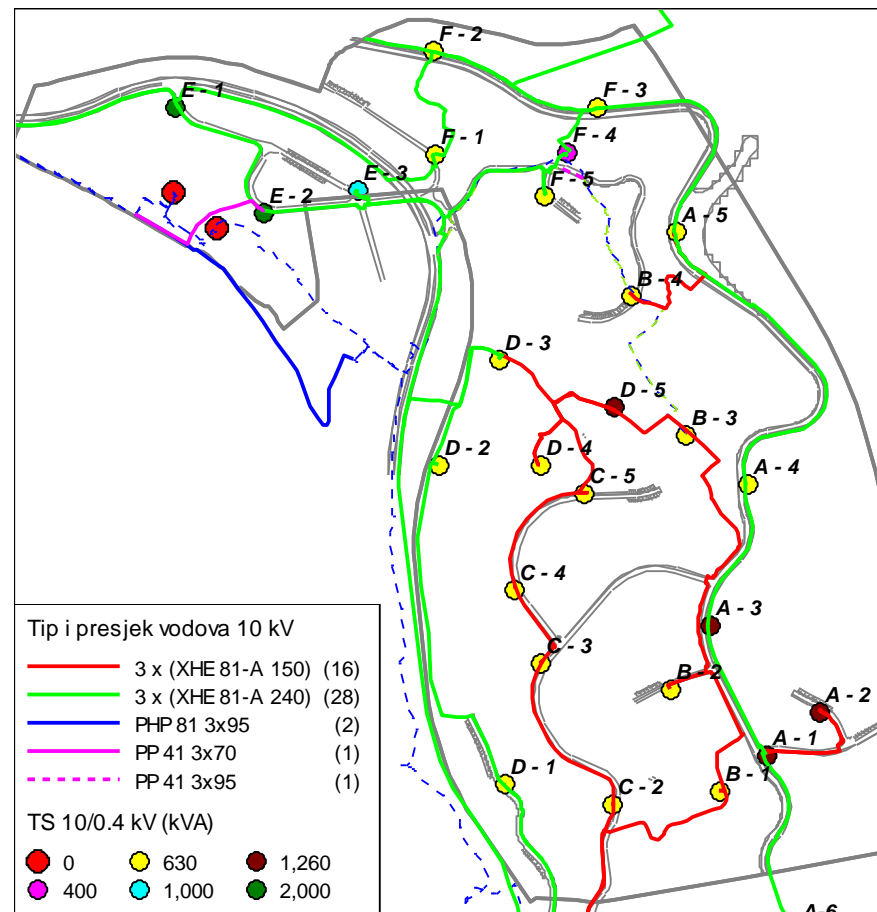 F - 2
E - 1
F - 3
F - 1
F - 4
E - 3
F - 5
E - 2
A - 5
B - 4
D - 3
D - 5
B - 3
D - 2
D - 4
A - 4
C - 5
C - 4
A - 3
C - 3
B - 2
A - 2
A - 1
D - 1
B - 1
C - 2
A-6
Tip i presjek vodova 10 kV
3 x (XHE 81-A 150) (16)
3 x (XHE 81-A 240) (28)
PHP 81 3x95 (2)
PP 41 3x70 (1)
PP 41 3x95 (1)
TS 10/0.4 kV (kVA)
0 630 1,260
400 1,000 2,000